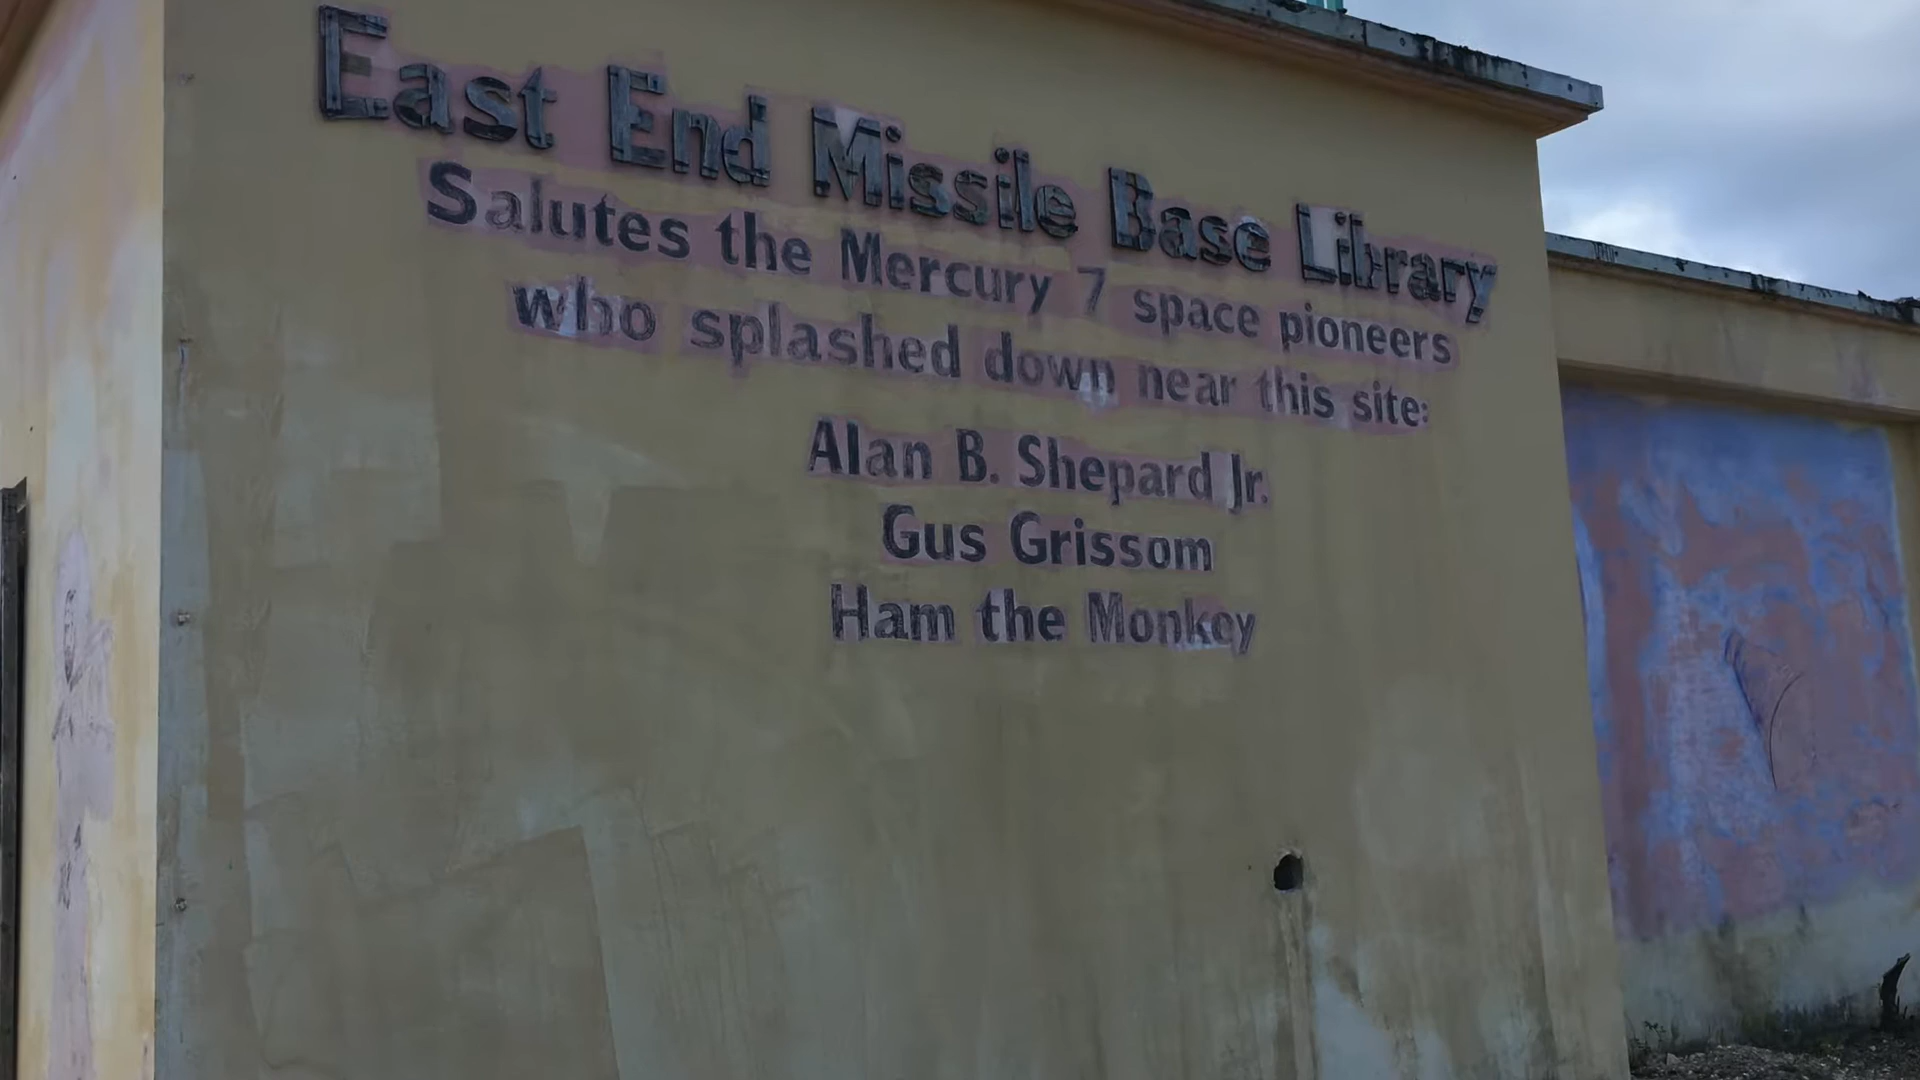 East End Missile Base Library
Salutes the Mercury 7 space pioneers
who splashed down near this site:
Alan B. Shepard Jr.
Gus Grissom
Ham the Monkey